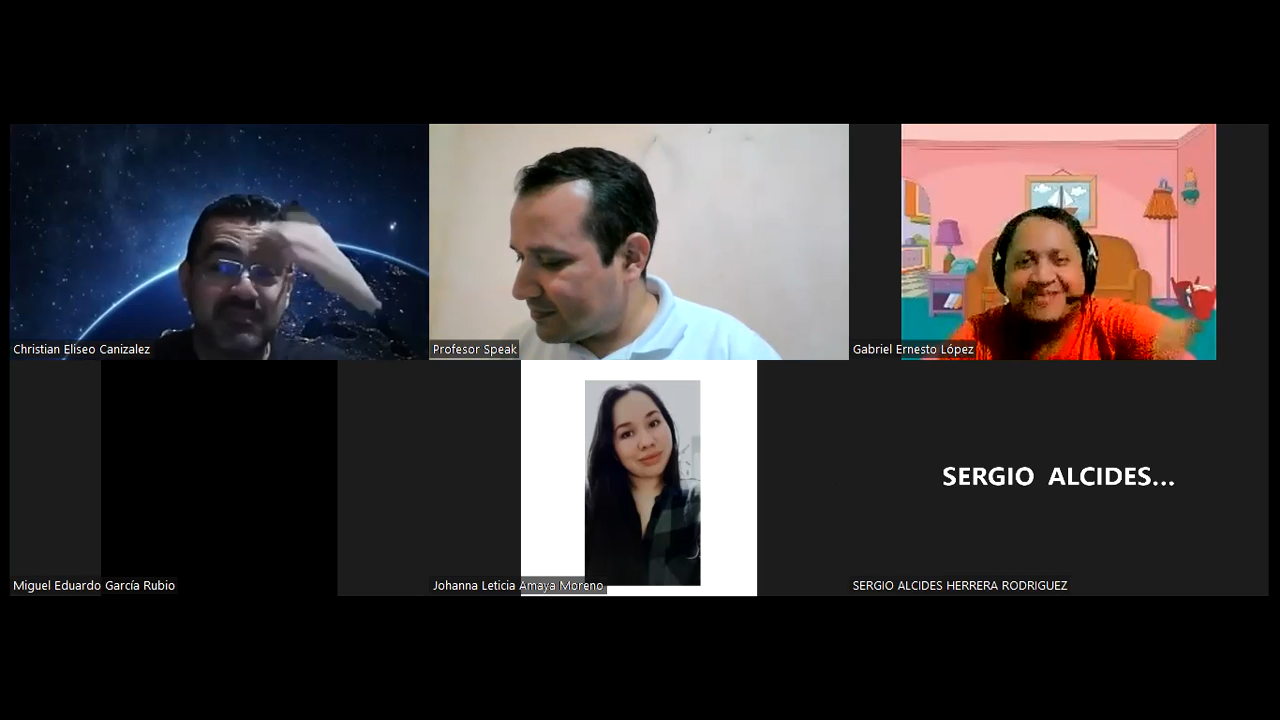 Christian Eliseo Canizalez
Profesor Speak
Gabriel Ernesto López
SERGIO ALCIDES...
Miguel Eduardo García Rubio
Johanna Leticia Amaya Moreno
SERGIO ALCIDES HERRERA RODRIGUEZ